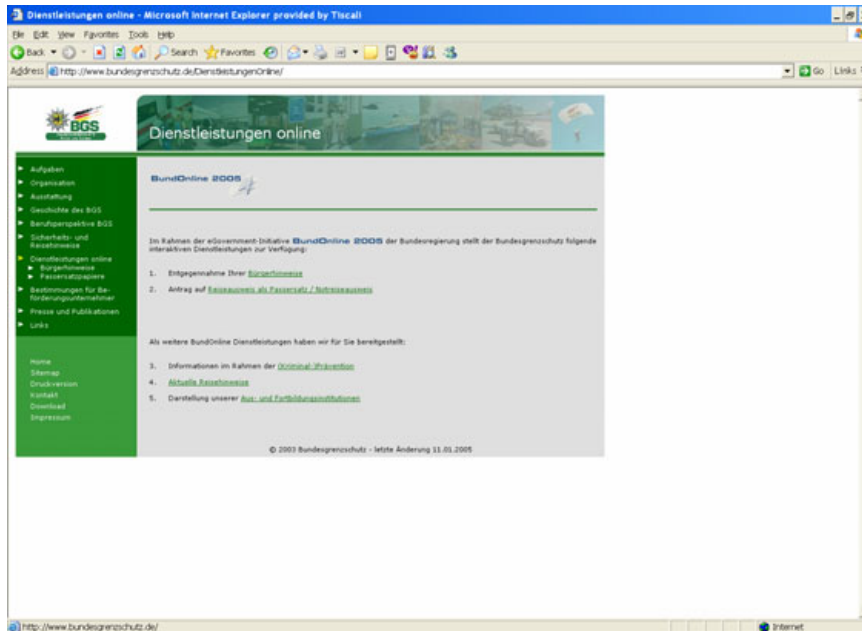 Dienstleistungen online - Microsoft Internet Explorer provided by Tiscali
File Edit View Favorites Tools Help
Back Search Favorites
Address http://www.bundesgrenzschutz.de/DienstleistungenOnline/ Go Links
BGS
Dienstleistungen online
Aufgaben
Organisation
Ausstattung
Geschichte des BGS
Berufsperspektive BGS
Sicherheits- und
Reisehinweise
Dienstleistungen online
Bürgerhinweise
Passersatzpapiere
Bestimmungen für Be-
förderungsunternehmer
Presse und Publikationen
Links
Home
Sitemap
Druckversion
Kontakt
Download
Impressum
BundOnline 2005
Im Rahmen der eGovernment-Initiative BundOnline 2005 der Bundesregierung stellt der Bundesgrenzschutz folgende
interaktiven Dienstleistungen zur Verfügung:
1. Entgegennahme Ihrer Bürgerhinweise
2. Antrag auf Reiseausweis als Passersatz / Notreiseausweis
Als weitere BundOnline Dienstleistungen haben wir für Sie bereitgestellt:
3. Informationen im Rahmen der (Kriminal-)Prävention
4. Aktuelle Reisehinweise
5. Darstellung unserer Aus- und Fortbildungsinstitutionen
© 2003 Bundesgrenzschutz - letzte Änderung 11.01.2005
http://www.bundesgrenzschutz.de/ Internet